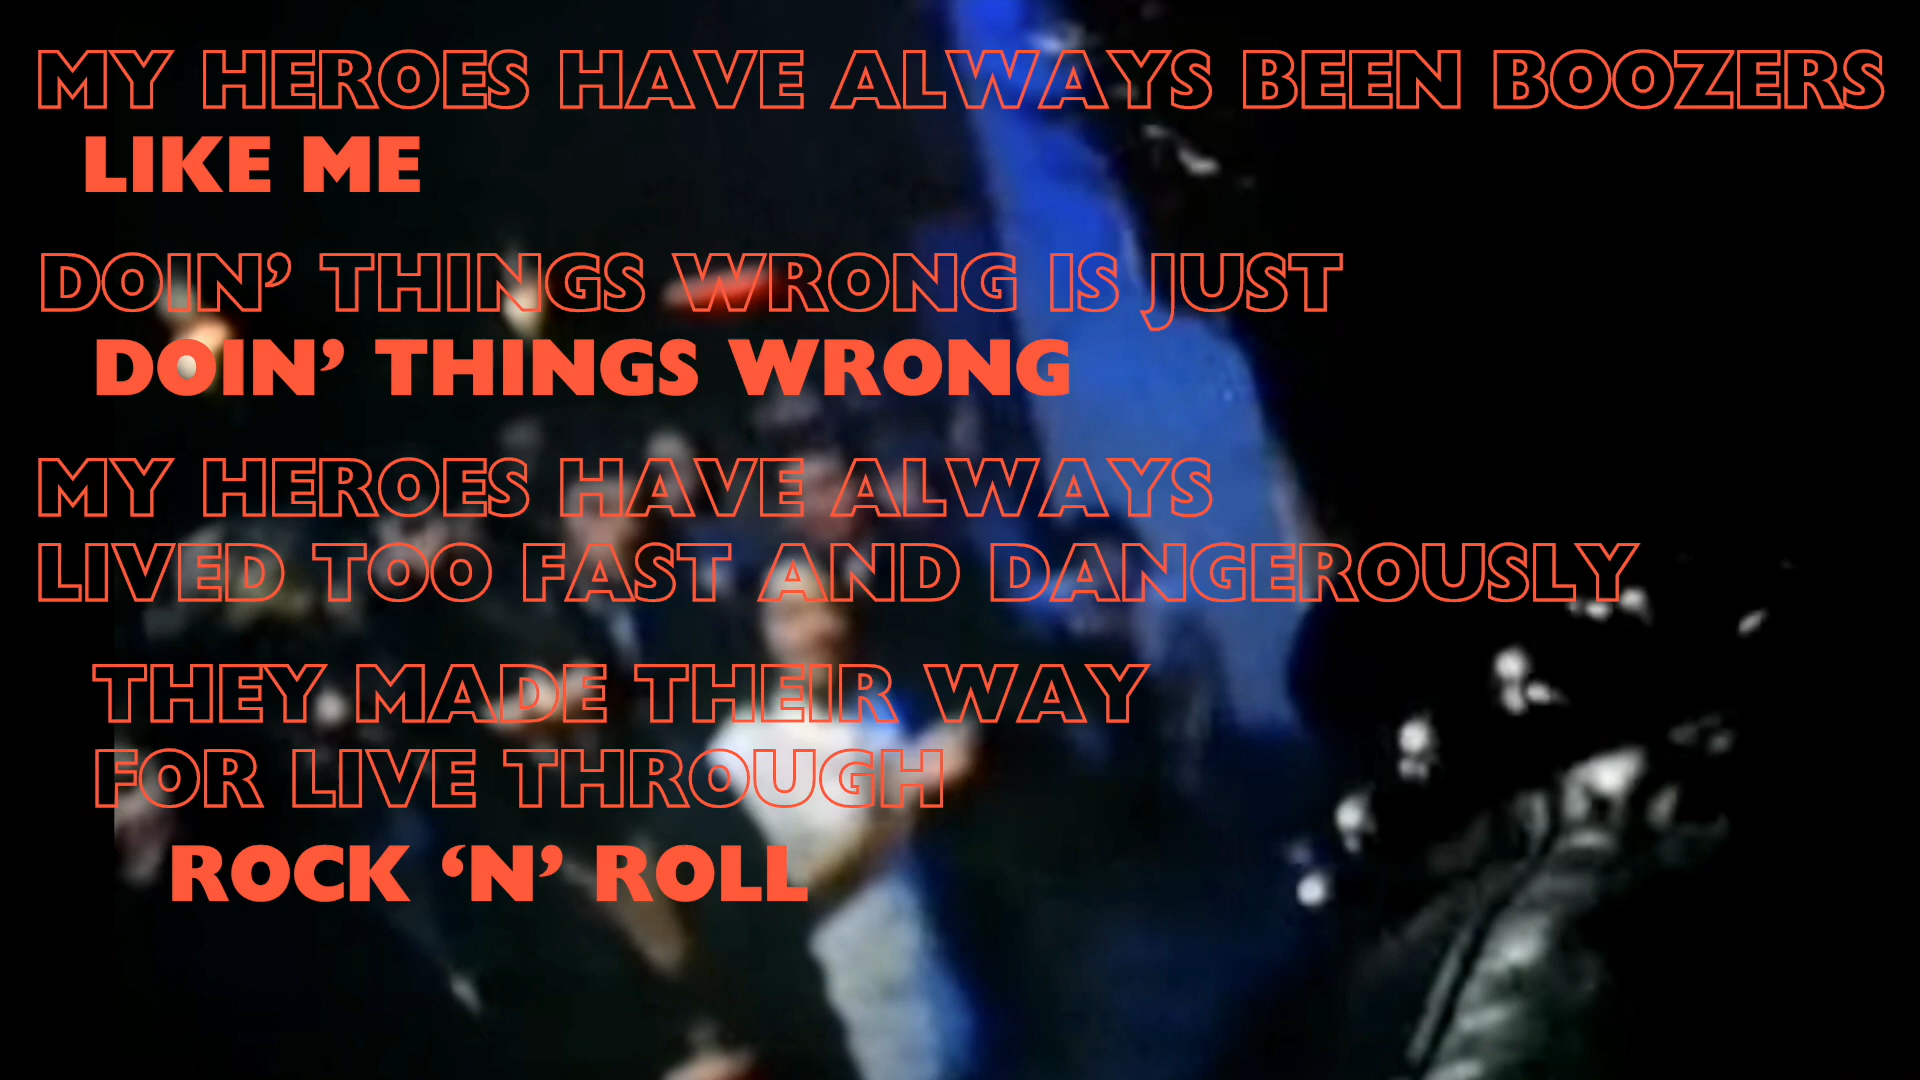 MY HEROES HAVE ALWAYS BEEN BOOZERS
LIKE ME
DOIN’ THINGS WRONG IS JUST
DOIN’ THINGS WRONG
MY HEROES HAVE ALWAYS
LIVED TOO FAST AND DANGEROUSLY
THEY MADE THEIR WAY
FOR LIVE THROUGH
ROCK ‘N’ ROLL